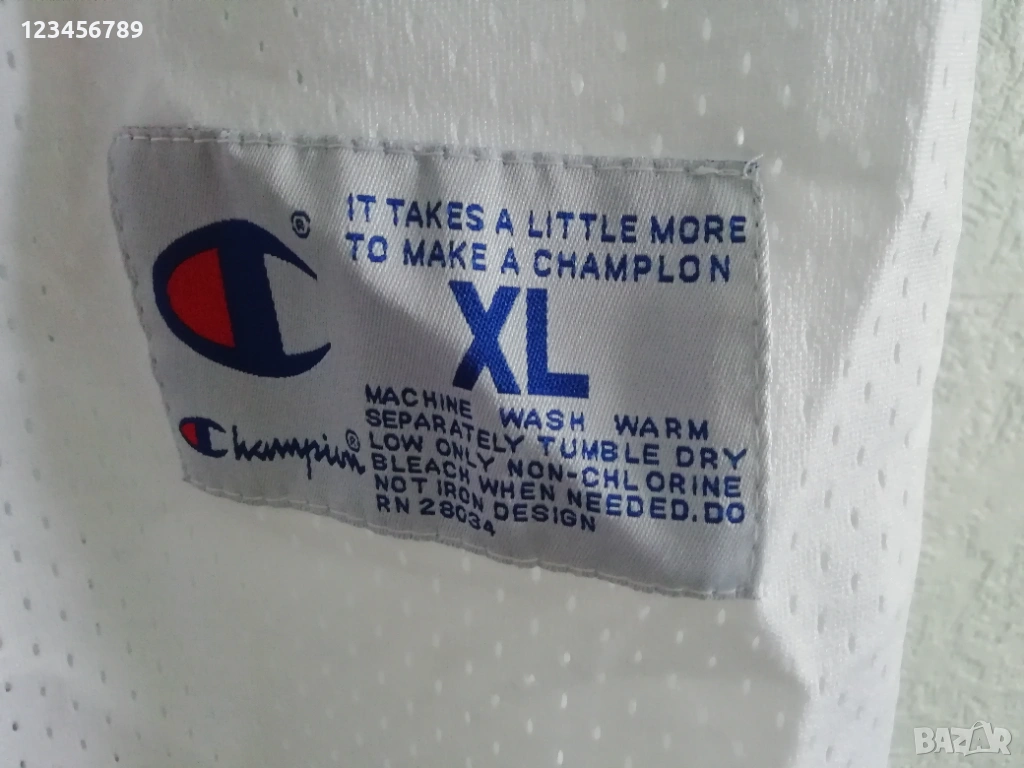 123456789
®
IT TAKES A LITTLE MORE
TO MAKE A CHAMPLON
XL
Champion®
MACHINE WASH WARM
SEPARATELY TUMBLE DRY
LOW ONLY NON-CHLORINE
BLEACH WHEN NEEDED.DO
NOT IRON DESIGN
RN 28034
BAZAR